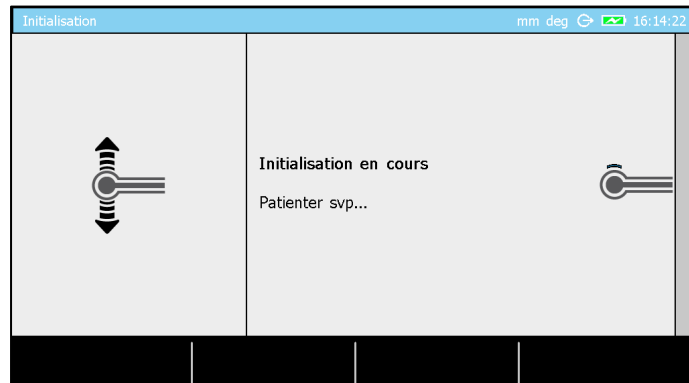 Initialisation mm deg 16:14:22
Initialisation en cours
Patienter svp...